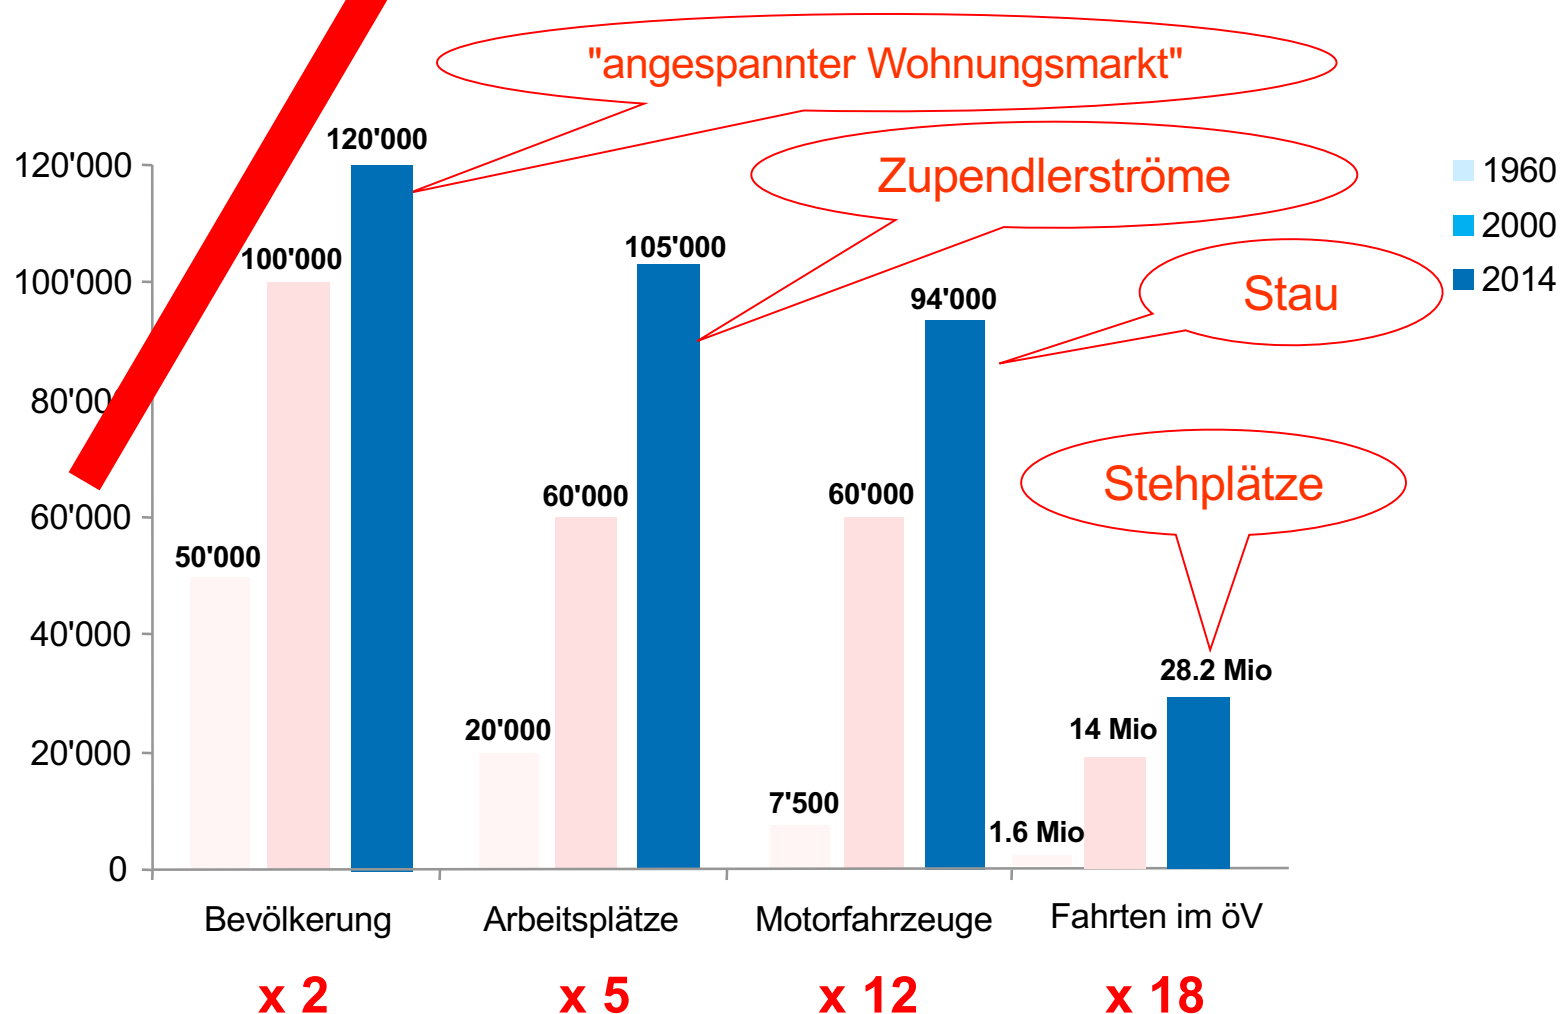 "angespannter Wohnungsmarkt"
Zupendlerströme
Stau
Stehplätze
1960
2000
2014
120'000
100'000
80'00
60'000
40'000
20'000
0
50'000
100'000
120'000
20'000
60'000
105'000
7'500
60'000
94'000
1.6 Mio
14 Mio
28.2 Mio
Bevölkerung
Arbeitsplätze
Motorfahrzeuge
Fahrten im öV
x 2
x 5
x 12
x 18